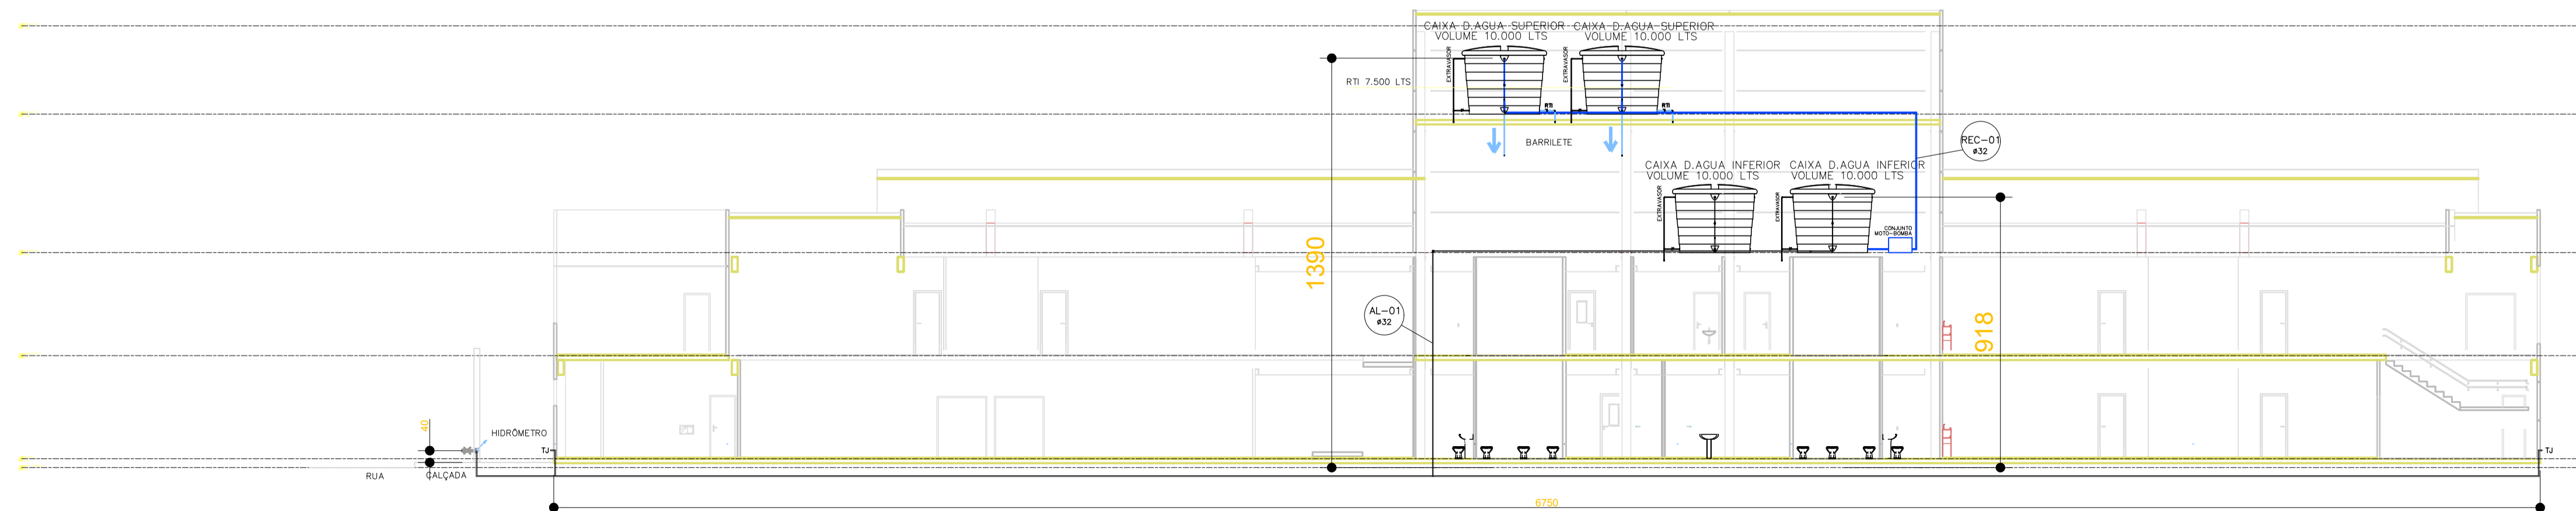 CAIXA D.AGUA SUPERIOR
VOLUME 10.000 LTS
CAIXA D.AGUA SUPERIOR
VOLUME 10.000 LTS
EXTRAVASOR
EXTRAVASOR
RTI 7.500 LTS
RTI
RTI
BARRILETE
REC-01
ø32
CAIXA D.AGUA INFERIOR
VOLUME 10.000 LTS
CAIXA D.AGUA INFERIOR
VOLUME 10.000 LTS
EXTRAVASOR
EXTRAVASOR
CONJUNTO
MOTO-BOMBA
1390
918
AL-01
ø32
40
HIDRÔMETRO
TJ
TJ
RUA
CALÇADA
6750